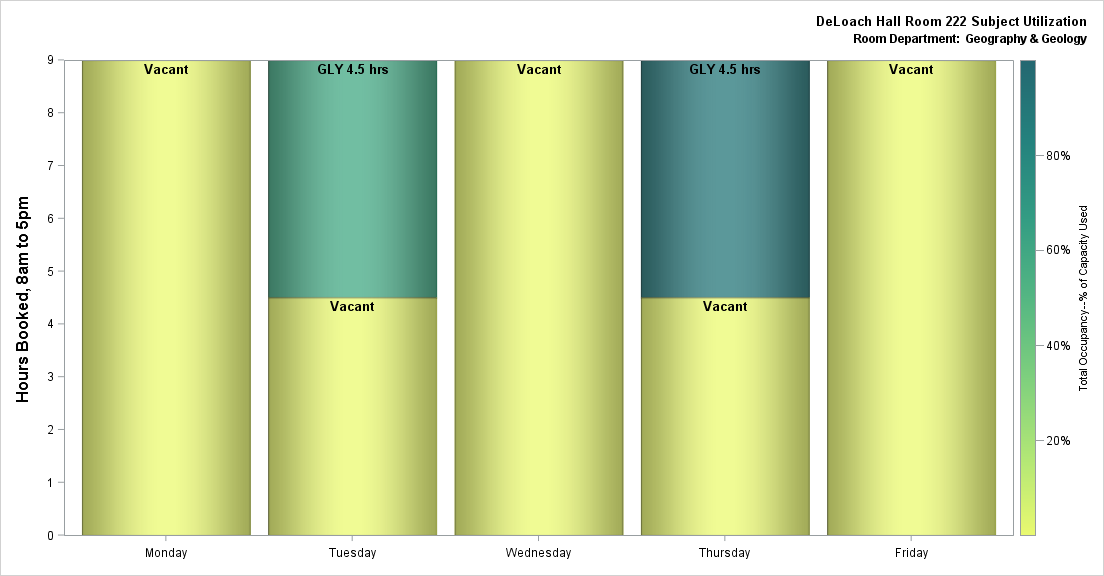 DeLoach Hall Room 222 Subject Utilization
Room Department: Geography & Geology
Hours Booked, 8am to 5pm
9
8
7
6
5
4
3
2
1
0
Vacant
GLY 4.5 hrs
Vacant
GLY 4.5 hrs
Vacant
Vacant
Vacant
Monday
Tuesday
Wednesday
Thursday
Friday
80%
60%
40%
20%
Total Occupancy--% of Capacity Used